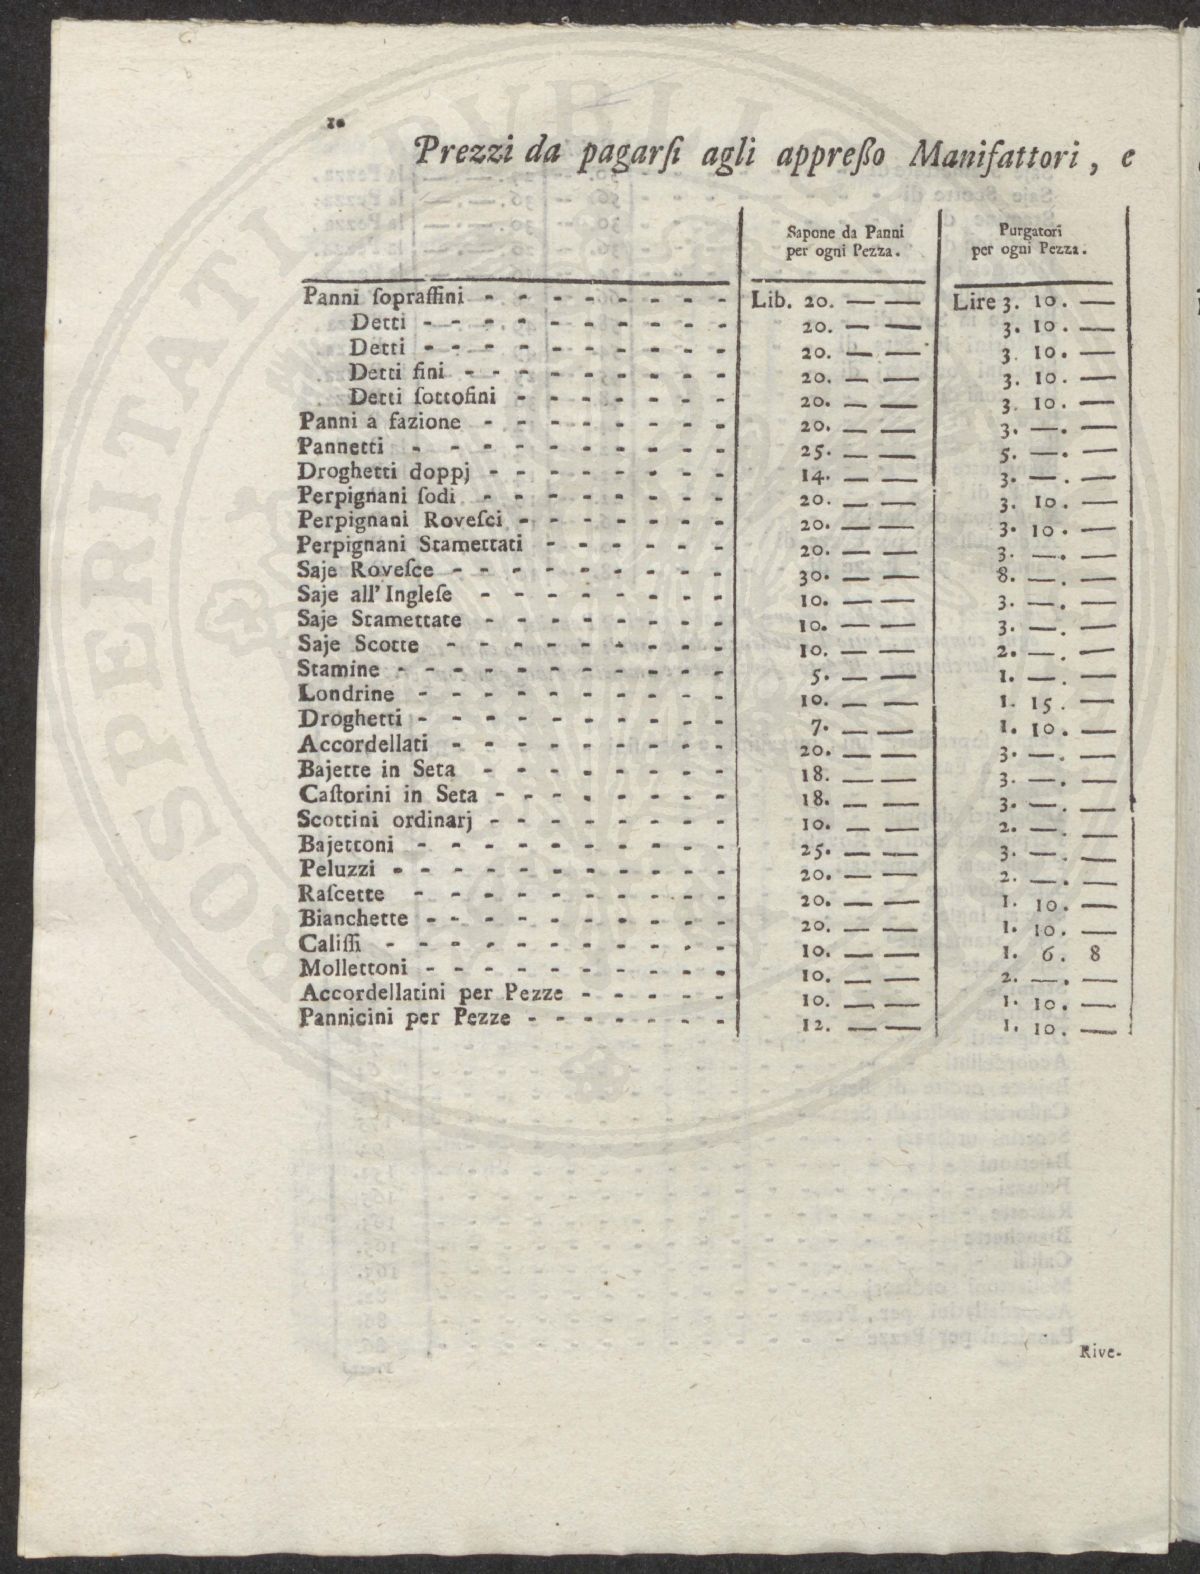 10
Prezzi da pagarſi agli appreßo Manifattori, e
Sapone da Panni per ogni Pezza. Purgatori per ogni Pezza.
Panni ſopraſſini - - - - - - - - - Lib. 20. — — Lire 3. 10. —
Detti - - - - - - - - - - 20. — — 3. 10. —
Detti - - - - - - - - - - 20. — — 3. 10. —
Detti fini - - - - - - - - - 20. — — 3. 10. —
Detti ſottofini - - - - - - - 20. — — 3. 10. —
Panni a fazione - - - - - - - - 20. — — 3. —. —
Pannetti - - - - - - - - - - - 25. — — 5. —. —
Droghetti doppj - - - - - - - - 14. — — 3. —. —
Perpignani ſodi - - - - - - - - 20. — — 3. 10. —
Perpignani Roveſci - - - - - - - 20. — — 3. 10. —
Perpignani Stamettati - - - - - - 20. — — 3. —. —
Saje Roveſce - - - - - - - - - 30. — — 8. —. —
Saje all' Ingleſe - - - - - - - - 10. — — 3. —. —
Saje Stamettate - - - - - - - - 10. — — 3. —. —
Saje Scotte - - - - - - - - - 10. — — 2. —. —
Stamine - - - - - - - - - - - 5. — — 1. —. —
Londrine - - - - - - - - - - 10. — — 1. 15. —
Droghetti - - - - - - - - - - 7. — — 1. 10. —
Accordellati - - - - - - - - - 20. — — 3. —. —
Bajette in Seta - - - - - - - - 18. — — 3. —. —
Caſtorini in Seta - - - - - - - - 18. — — 3. —. —
Scottini ordinarj - - - - - - - - 10. — — 2. —. —
Bajettoni - - - - - - - - - - 25. — — 3. —. —
Peluzzi - - - - - - - - - - - 20. — — 2. —. —
Raſcette - - - - - - - - - - 20. — — 1. 10. —
Bianchette - - - - - - - - - - 20. — — 1. 10. —
Caliſſi - - - - - - - - - - - 10. — — 1. 6. 8
Mollettoni - - - - - - - - - - 10. — — 2. —. —
Accordellatini per Pezze - - - - - 10. — — 1. 10. —
Pannicini per Pezze - - - - - - - 12. — — 1. 10. —
Rive-
PROSPERITATI PVBLICAE